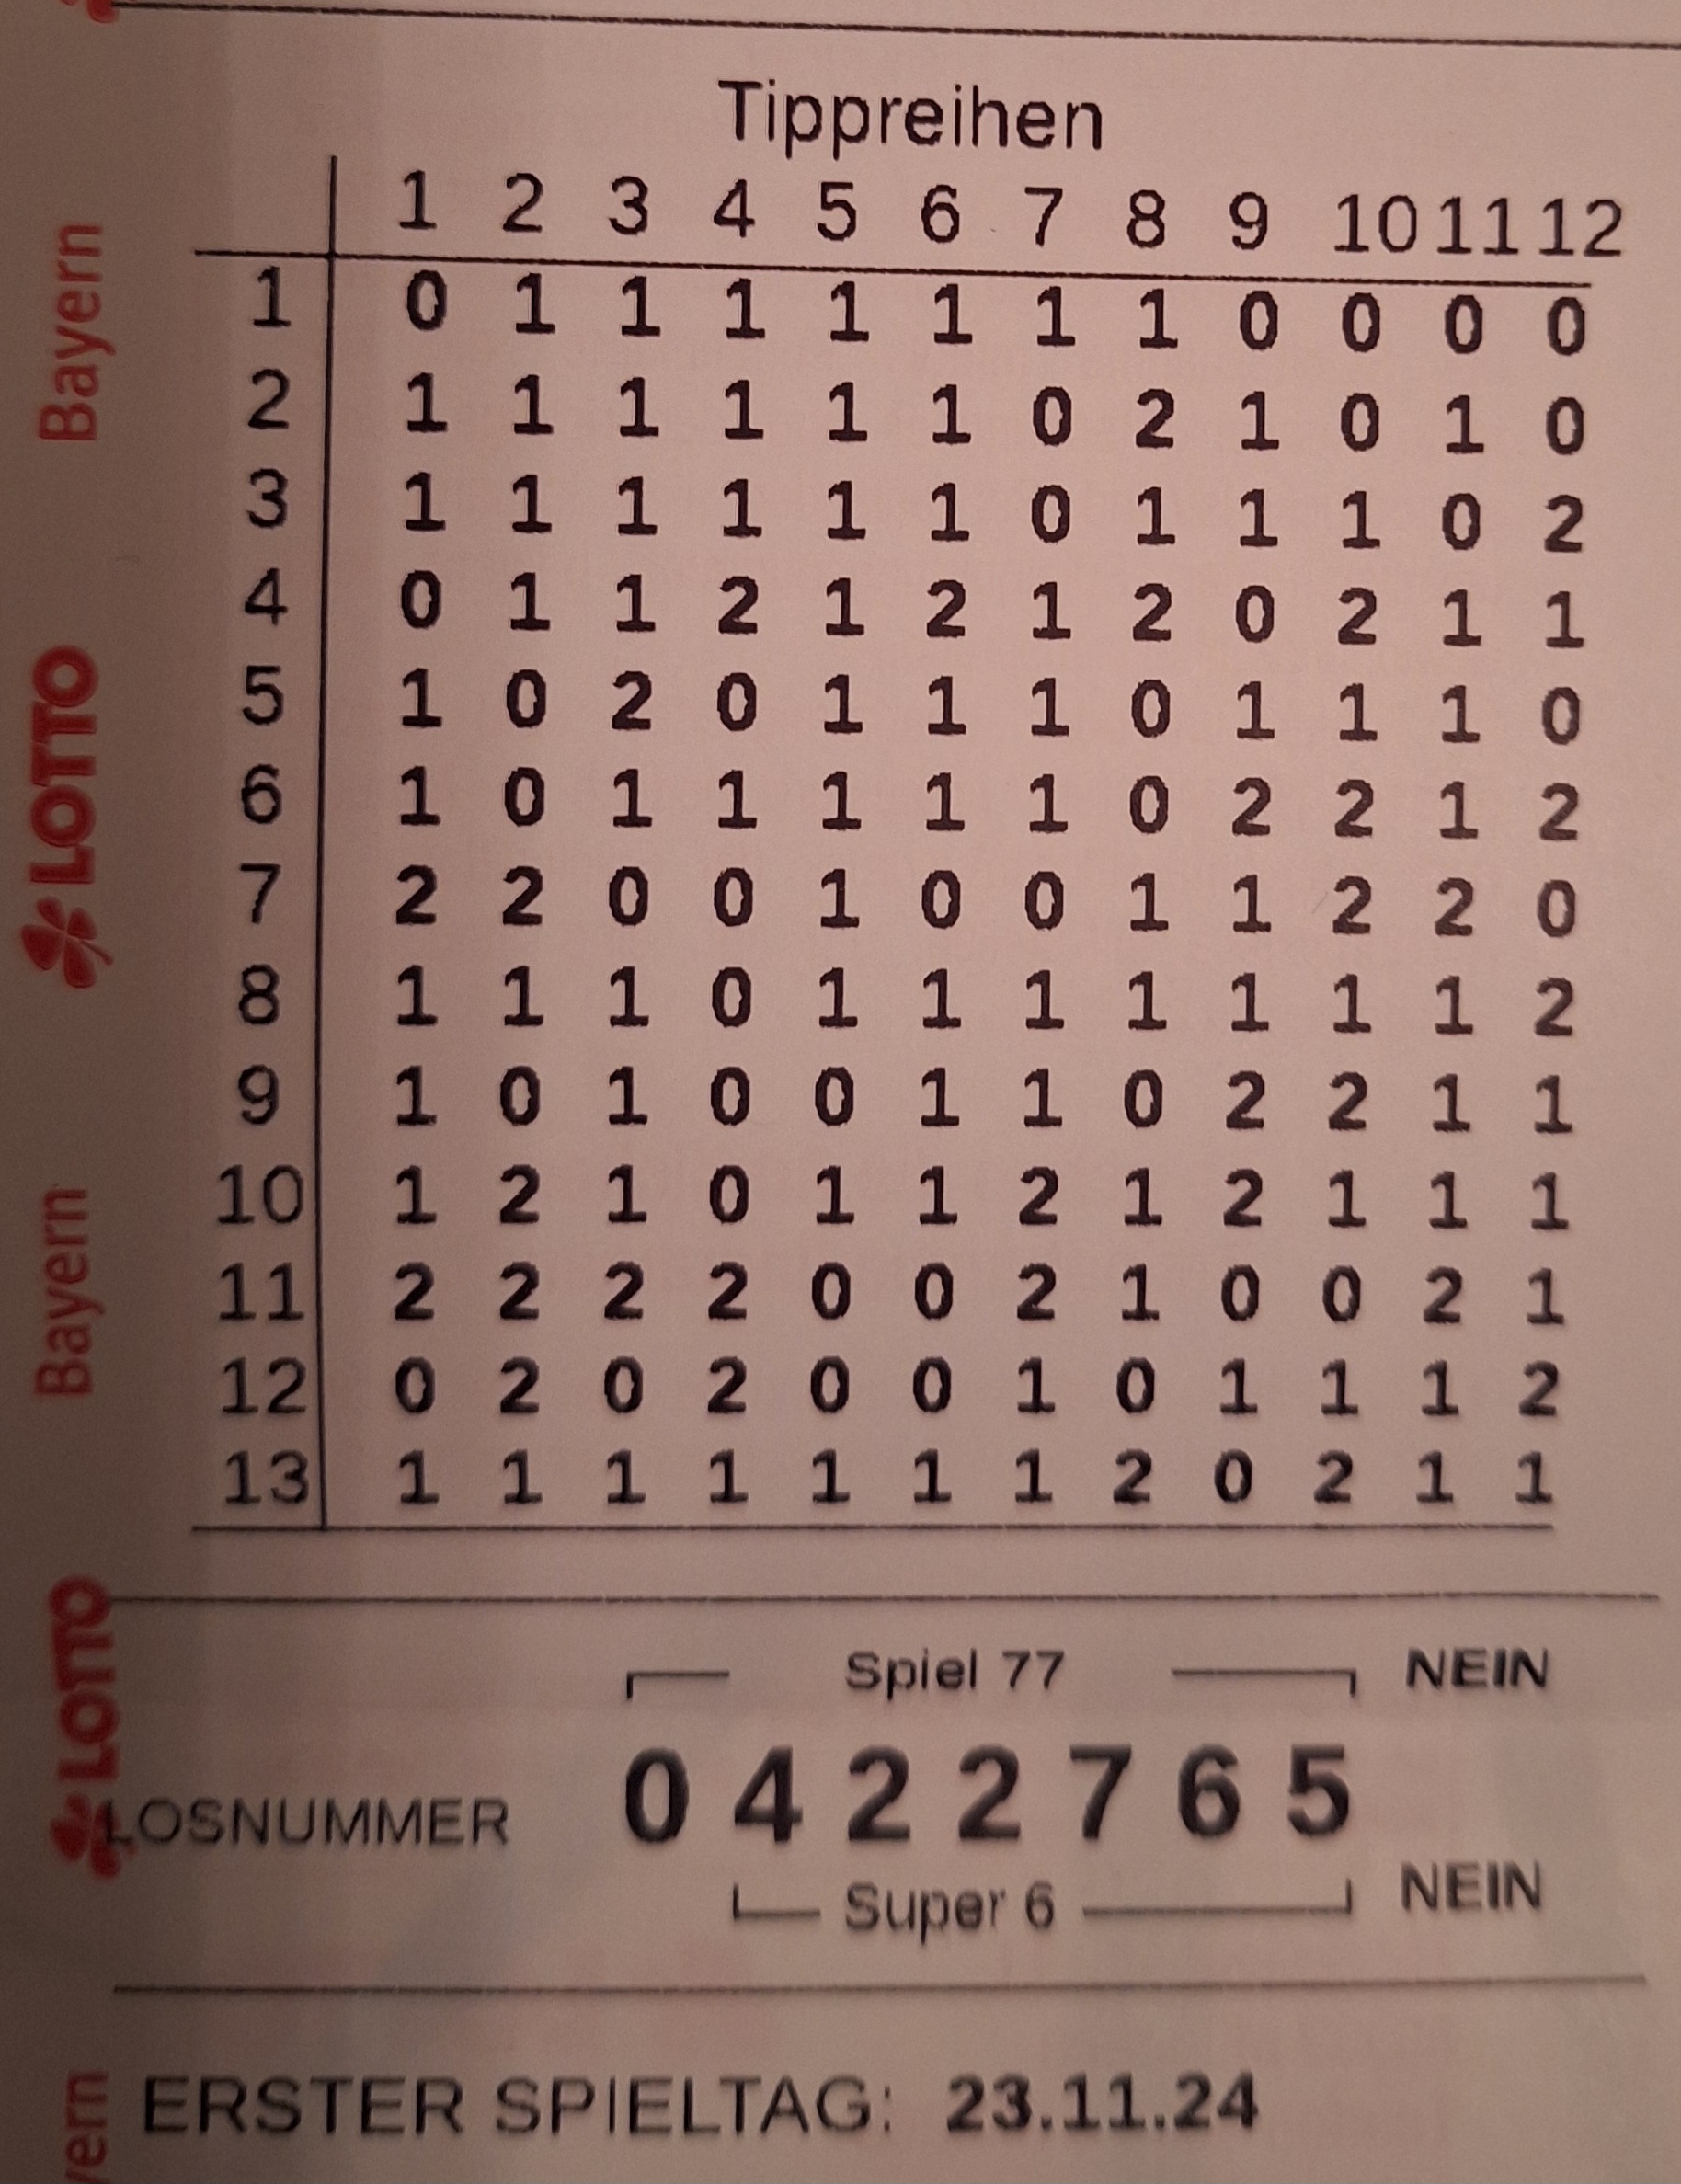 Tippreihen
1 2 3 4 5 6 7 8 9 10 11 12
1 0 1 1 1 1 1 1 1 0 0 0 0
2 1 1 1 1 1 1 0 2 1 0 1 0
3 1 1 1 1 1 1 0 1 1 1 0 2
4 0 1 1 2 1 2 1 2 0 2 1 1
5 1 0 2 0 1 1 1 0 1 1 1 0
6 1 0 1 1 1 1 1 0 2 2 1 2
7 2 2 0 0 1 0 0 1 1 2 2 0
8 1 1 1 0 1 1 1 1 1 1 1 2
9 1 0 1 0 0 1 1 0 2 2 1 1
10 1 2 1 0 1 1 2 1 2 1 1 1
11 2 2 2 2 0 0 2 1 0 0 2 1
12 0 2 0 2 0 0 1 0 1 1 1 2
13 1 1 1 1 1 1 1 2 0 2 1 1
Spiel 77 NEIN
LOSNUMMER 0 4 2 2 7 6 5
Super 6 NEIN
ERSTER SPIELTAG: 23.11.24
Bayern
LOTTO
Bayern
LOTTO
yern